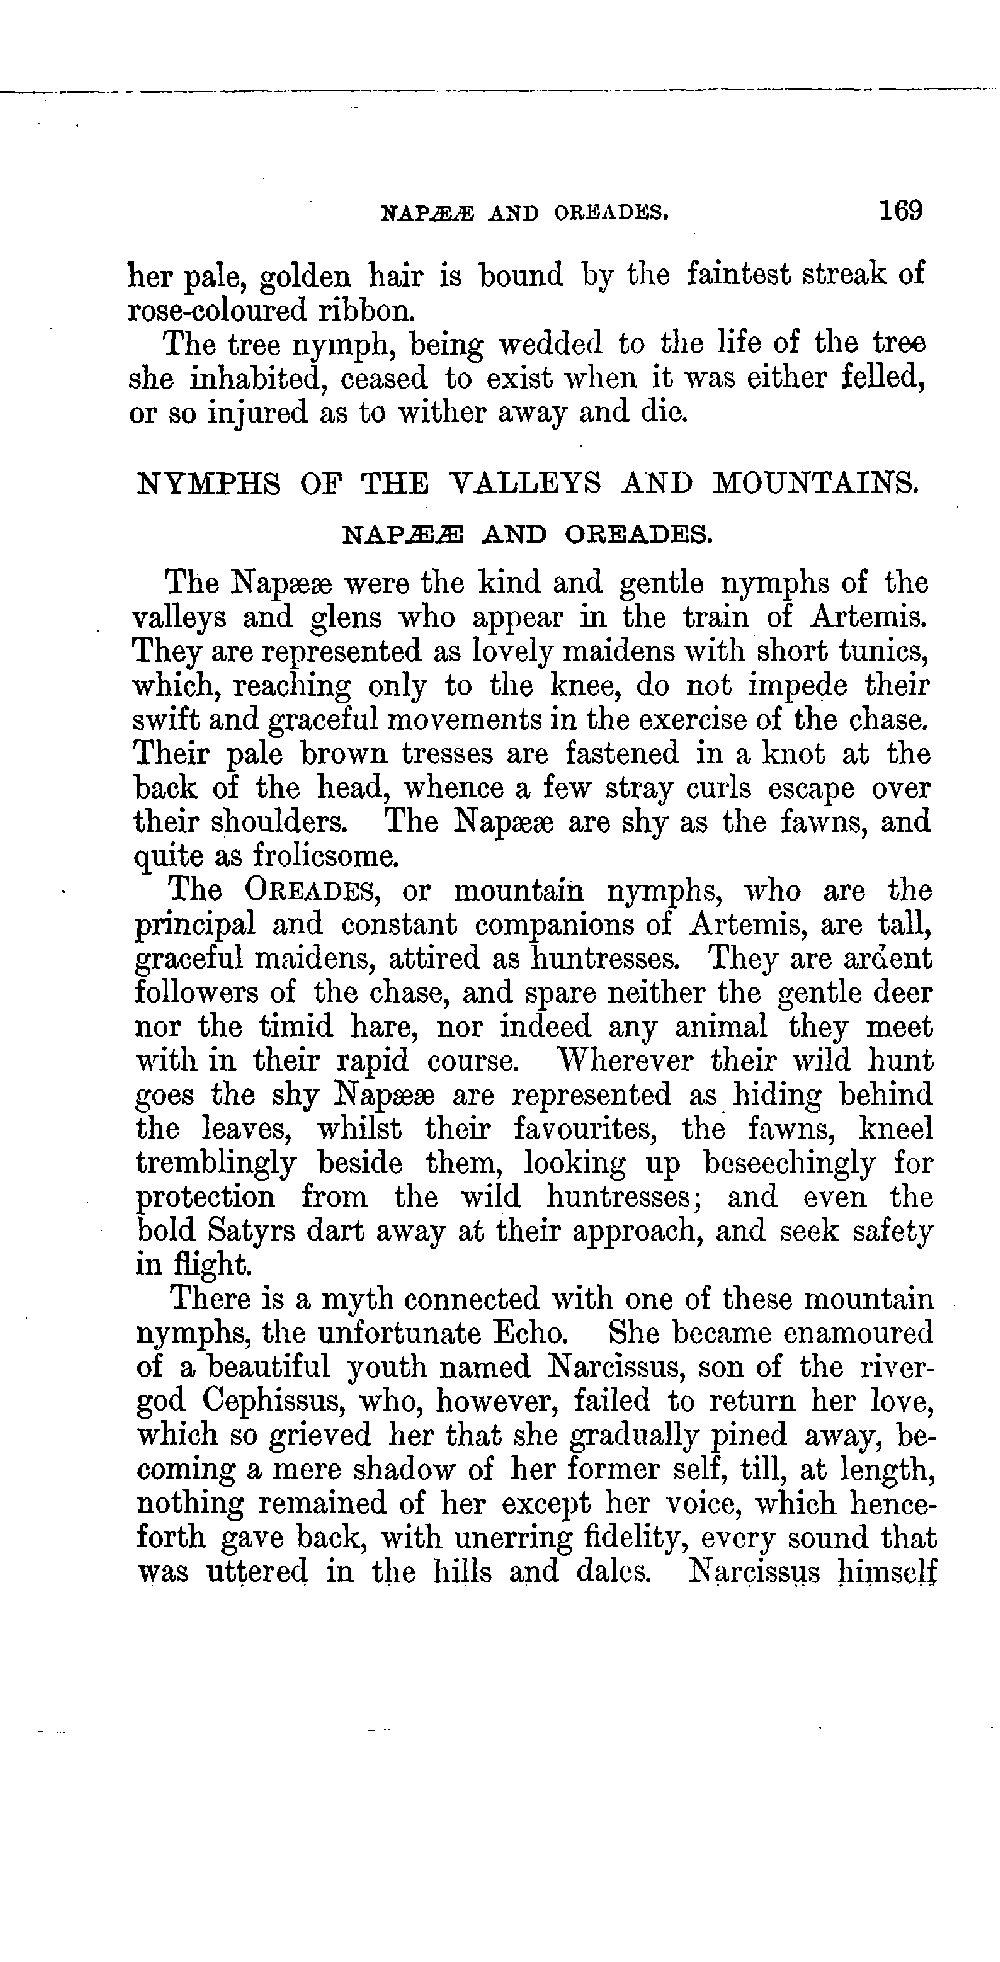 NAPÆÆ AND OREADES. 169
her pale, golden hair is bound by the faintest streak of
rose-coloured ribbon.
The tree nymph, being wedded to the life of the tree
she inhabited, ceased to exist when it was either felled,
or so injured as to wither away and die.
NYMPHS OF THE VALLEYS AND MOUNTAINS.
NAPÆÆ AND OREADES.
The Napææ were the kind and gentle nymphs of the
valleys and glens who appear in the train of Artemis.
They are represented as lovely maidens with short tunics,
which, reaching only to the knee, do not impede their
swift and graceful movements in the exercise of the chase.
Their pale brown tresses are fastened in a knot at the
back of the head, whence a few stray curls escape over
their shoulders. The Napææ are shy as the fawns, and
quite as frolicsome.
The OREADES, or mountain nymphs, who are the
principal and constant companions of Artemis, are tall,
graceful maidens, attired as huntresses. They are ardent
followers of the chase, and spare neither the gentle deer
nor the timid hare, nor indeed any animal they meet
with in their rapid course. Wherever their wild hunt
goes the shy Napææ are represented as hiding behind
the leaves, whilst their favourites, the fawns, kneel
tremblingly beside them, looking up beseechingly for
protection from the wild huntresses; and even the
bold Satyrs dart away at their approach, and seek safety
in flight.
There is a myth connected with one of these mountain
nymphs, the unfortunate Echo. She became enamoured
of a beautiful youth named Narcissus, son of the river-
god Cephissus, who, however, failed to return her love,
which so grieved her that she gradually pined away, be-
coming a mere shadow of her former self, till, at length,
nothing remained of her except her voice, which hence-
forth gave back, with unerring fidelity, every sound that
was uttered in the hills and dales. Narcissus himself